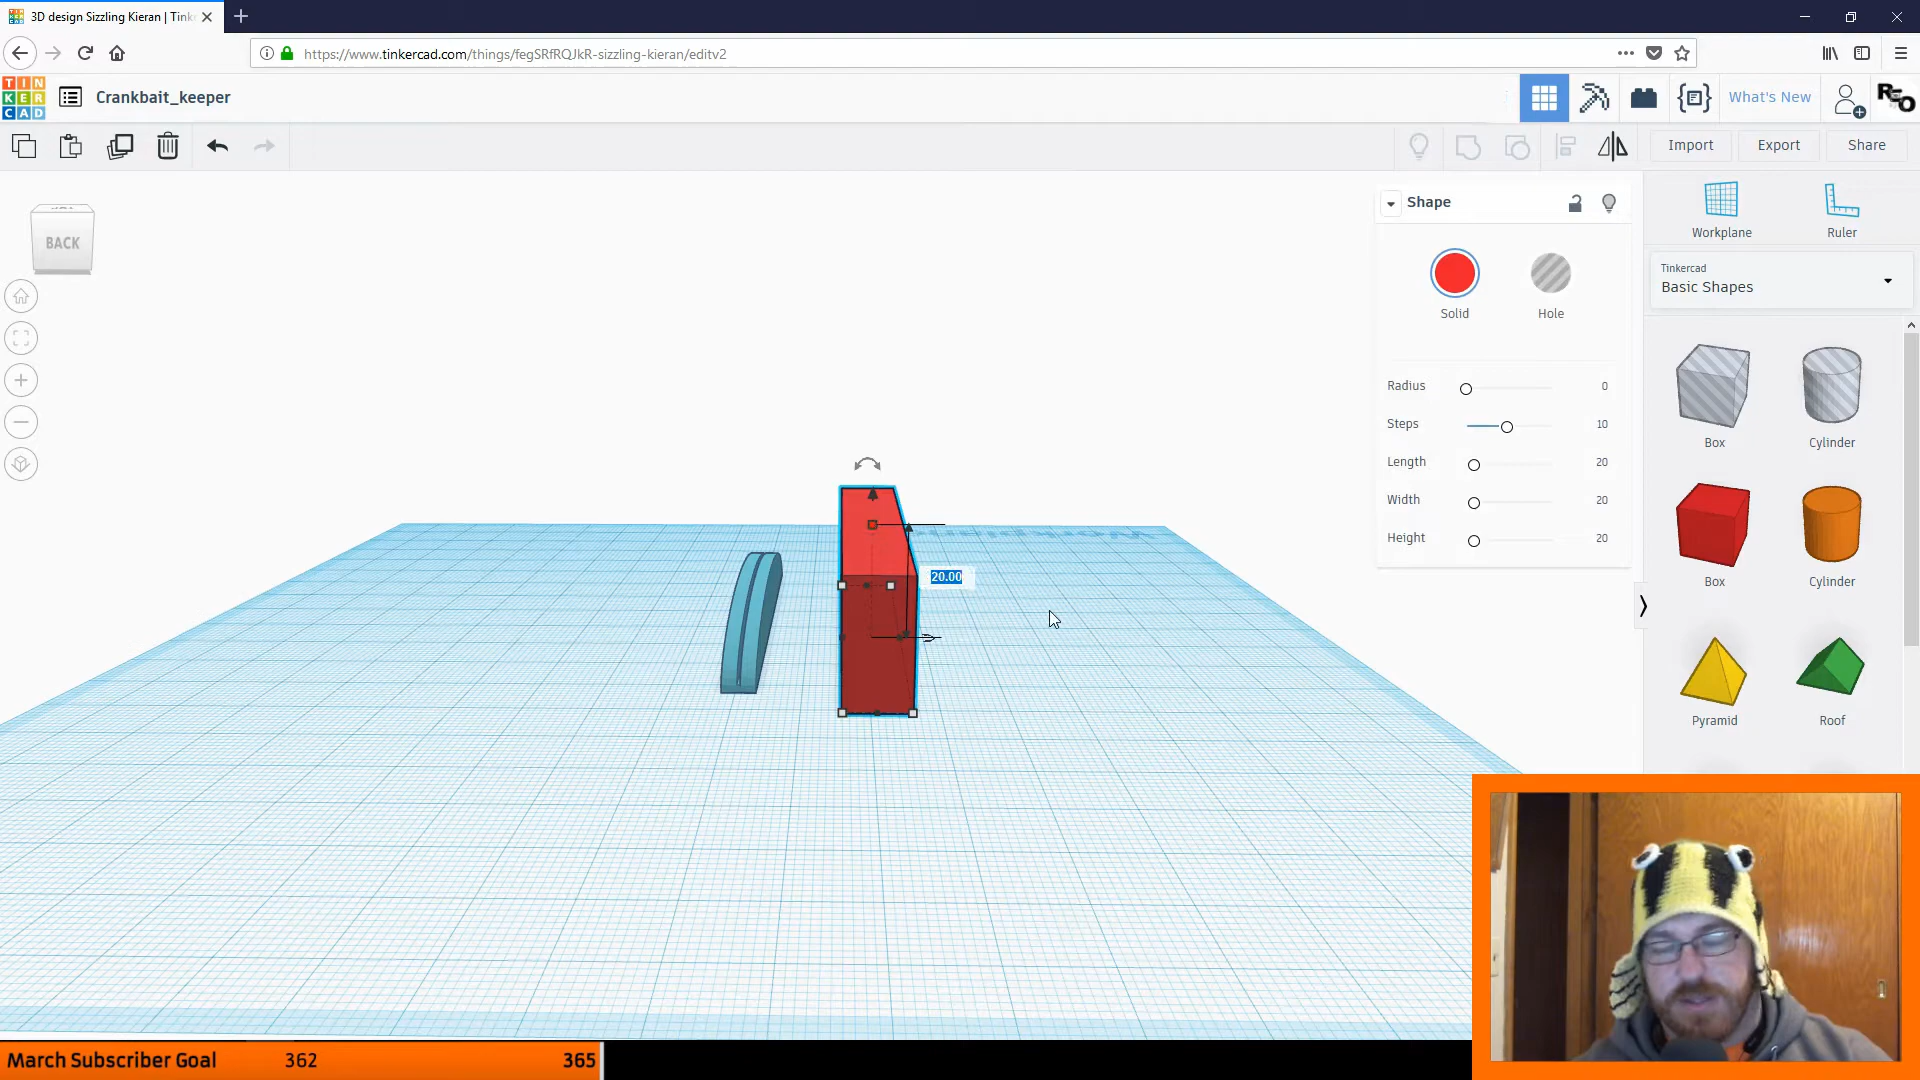 3D design Sizzling Kieran | Tink
https://www.tinkercad.com/things/fegSRfRQJkR-sizzling-kieran/editv2
TIN
KER
CAD
Crankbait_keeper
What's New
Import
Export
Share
BACK
Shape
Solid
Hole
Radius 0
Steps 10
Length 20
Width 20
Height 20
20.00
Workplane
Workplane
Ruler
Tinkercad
Basic Shapes
Box
Cylinder
Box
Cylinder
Pyramid
Roof
March Subscriber Goal 362 365